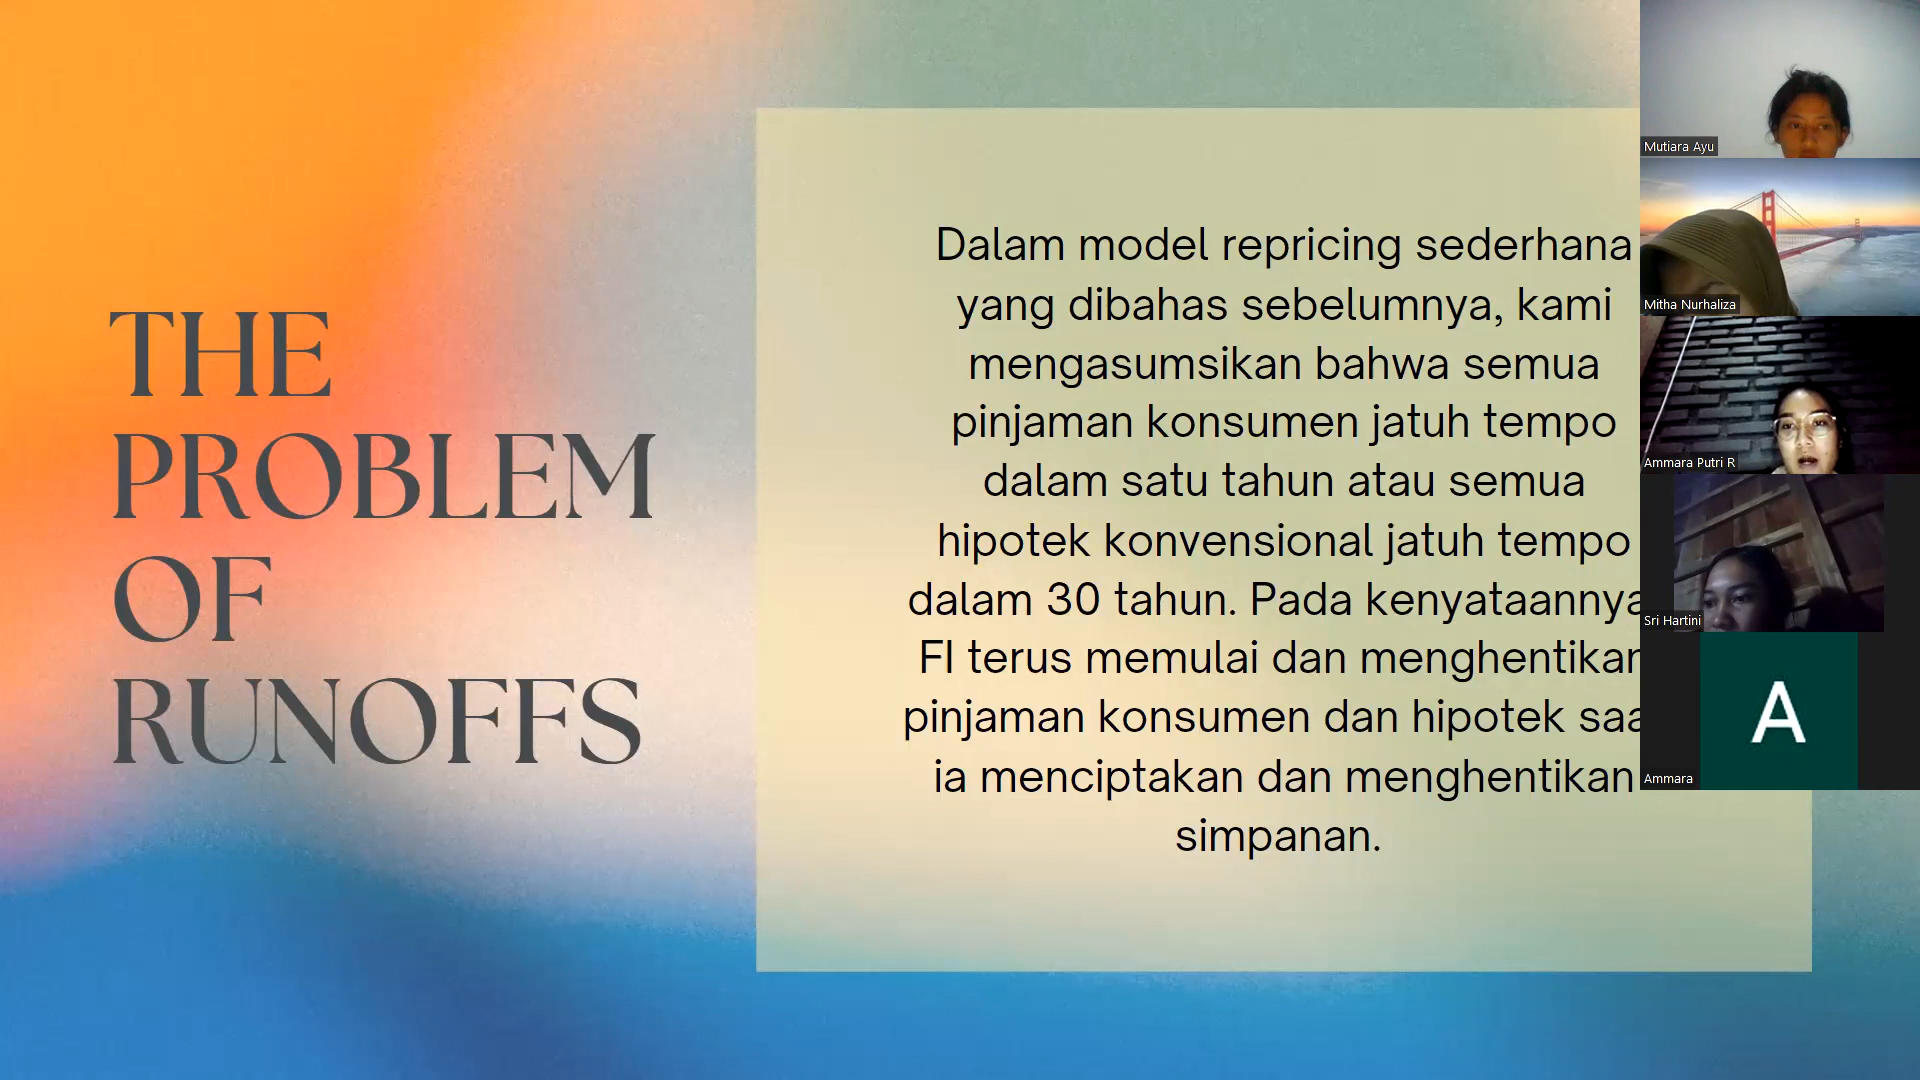 THE
PROBLEM
OF
RUNOFFS
Dalam model repricing sederhana
yang dibahas sebelumnya, kami
mengasumsikan bahwa semua
pinjaman konsumen jatuh tempo
dalam satu tahun atau semua
hipotek konvensional jatuh tempo
dalam 30 tahun. Pada kenyataannya
FI terus memulai dan menghentikan
pinjaman konsumen dan hipotek
ia menciptakan dan menghentikan
simpanan.
Mutiara Ayu
Mitha Nurhaliza
Ammara Putri R
Sri Hartini
A
Ammara